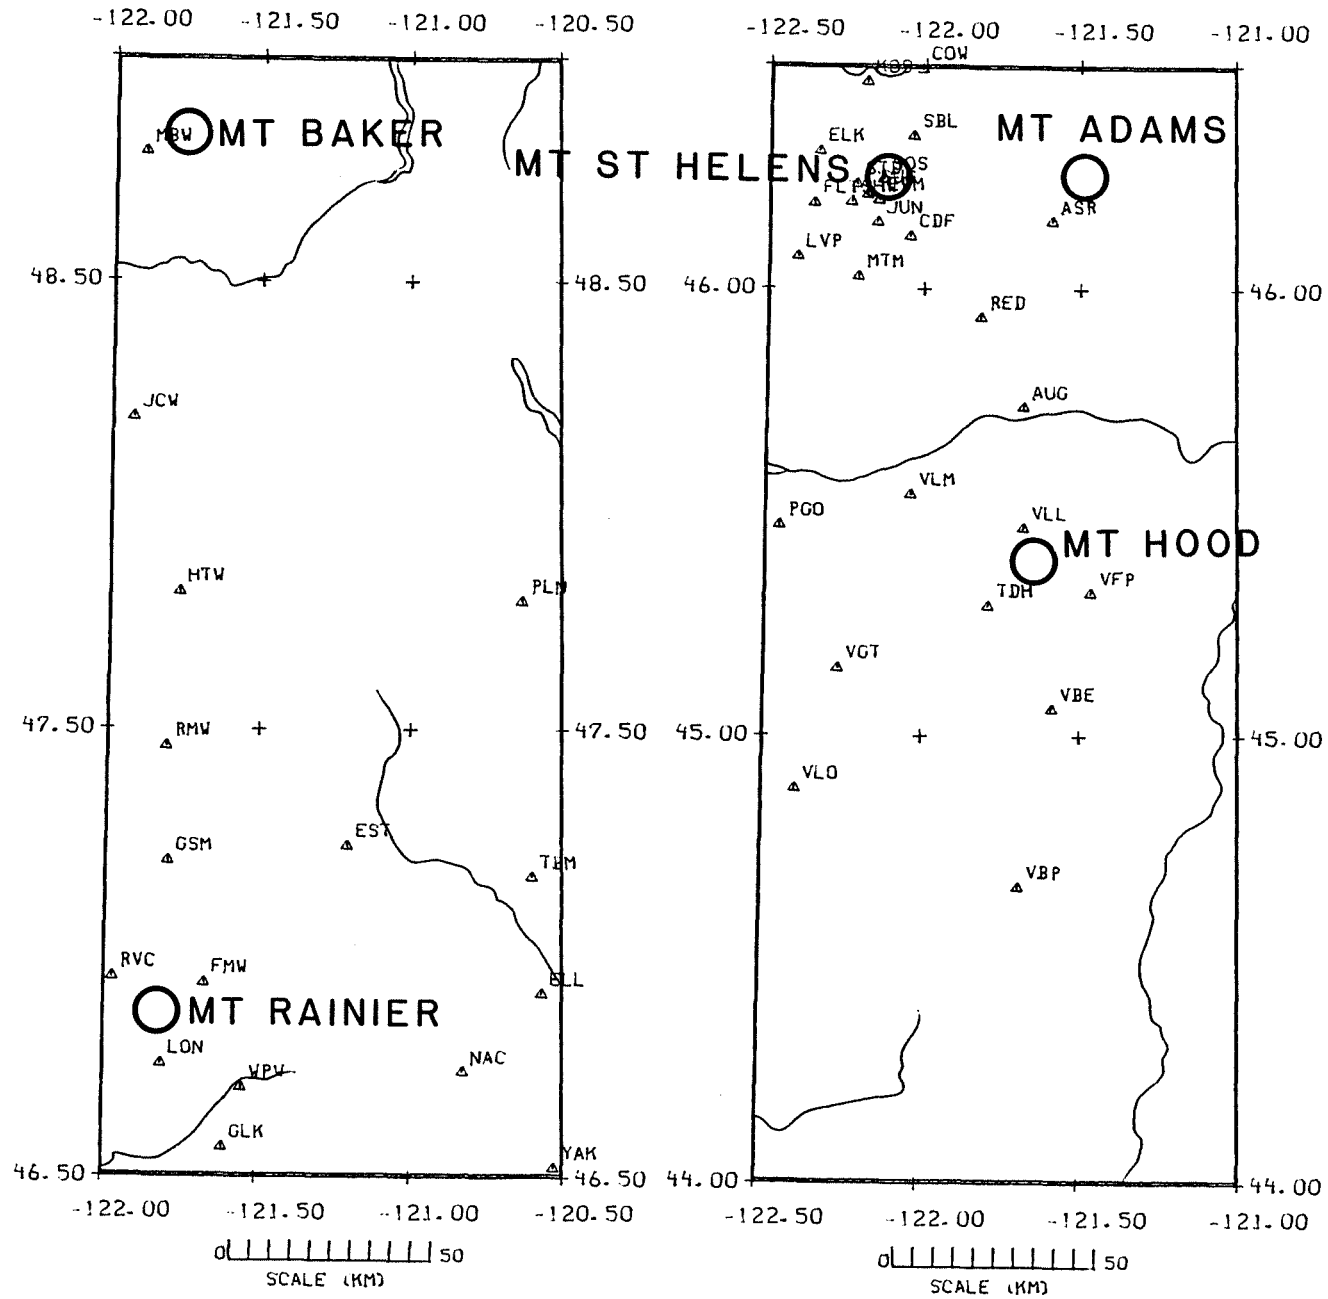 -122.00 -121.50 -121.00 -120.50
MBW
MT BAKER
48.50 48.50
JCW
HTW
PLN
47.50 47.50
RMW
EST
GSM
TBM
RVC
FMW
ELL
MT RAINIER
LON
WPW
NAC
GLK
YAK
46.50 46.50
-122.00 -121.50 -121.00 -120.50
0 50
SCALE (KM)
-122.50 -122.00 -121.50 -121.00
COW
SBL
ELK
MT ADAMS
MT ST HELENS
JUN
CDF
ASR
LVP
MTM
46.00 46.00
RED
AUG
VLM
PGO
VLL
MT HOOD
TDH
VFP
VGT
VBE
45.00 45.00
VLO
VBP
44.00 44.00
-122.50 -122.00 -121.50 -121.00
0 50
SCALE (KM)